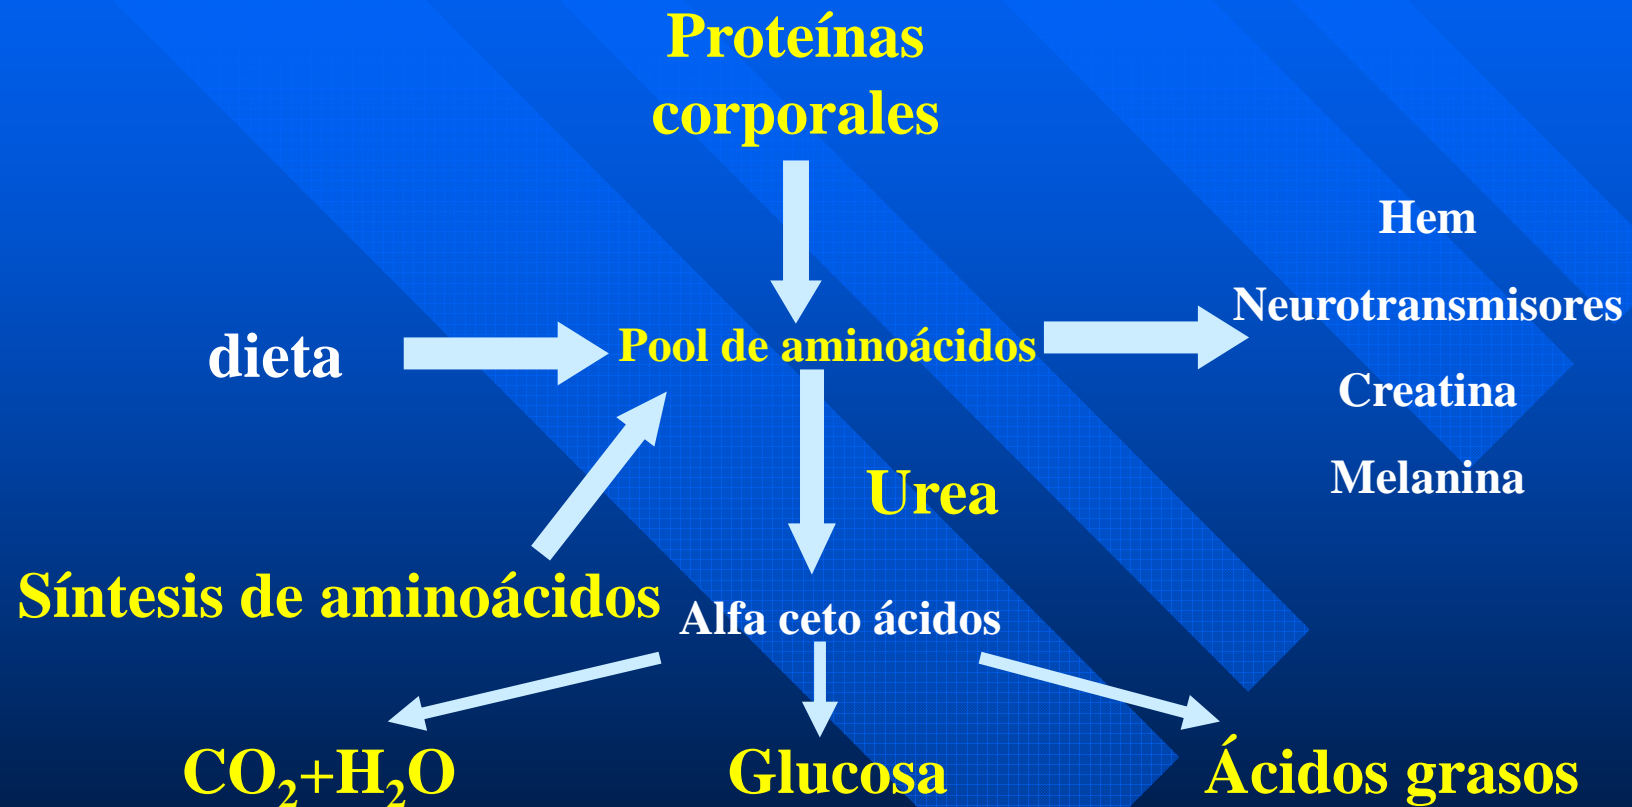 Proteínas
corporales
Hem
Neurotransmisores
dieta
Pool de aminoácidos
Creatina
Melanina
Urea
Síntesis de aminoácidos
Alfa ceto ácidos
CO₂+H₂O
Glucosa
Ácidos grasos